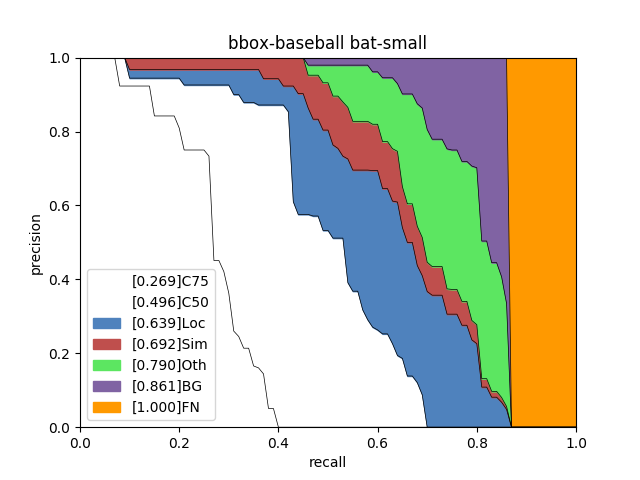 bbox-baseball bat-small
precision
1.0
0.8
0.6
0.4
0.2
0.0
[0.269]C75
[0.496]C50
[0.639]Loc
[0.692]Sim
[0.790]Oth
[0.861]BG
[1.000]FN
0.0 0.2 0.4 0.6 0.8 1.0
recall